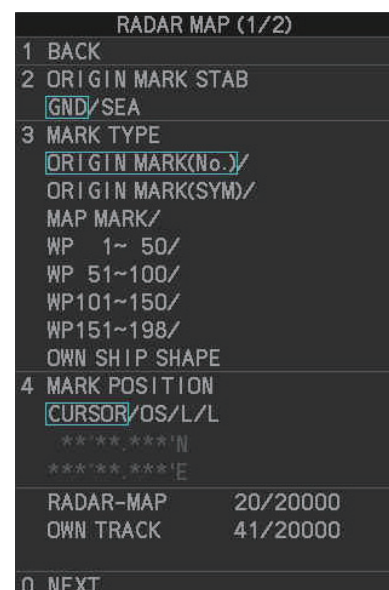 RADAR MAP (1/2)
1 BACK
2 ORIGIN MARK STAB
GND/SEA
3 MARK TYPE
ORIGIN MARK(No.)/
ORIGIN MARK(SYM)/
MAP MARK/
WP 1~ 50/
WP 51~100/
WP101~150/
WP151~198/
OWN SHIP SHAPE
4 MARK POSITION
CURSOR/OS/L/L
**°**.***'N
***°**.***'E
RADAR-MAP 20/20000
OWN TRACK 41/20000
0 NEXT